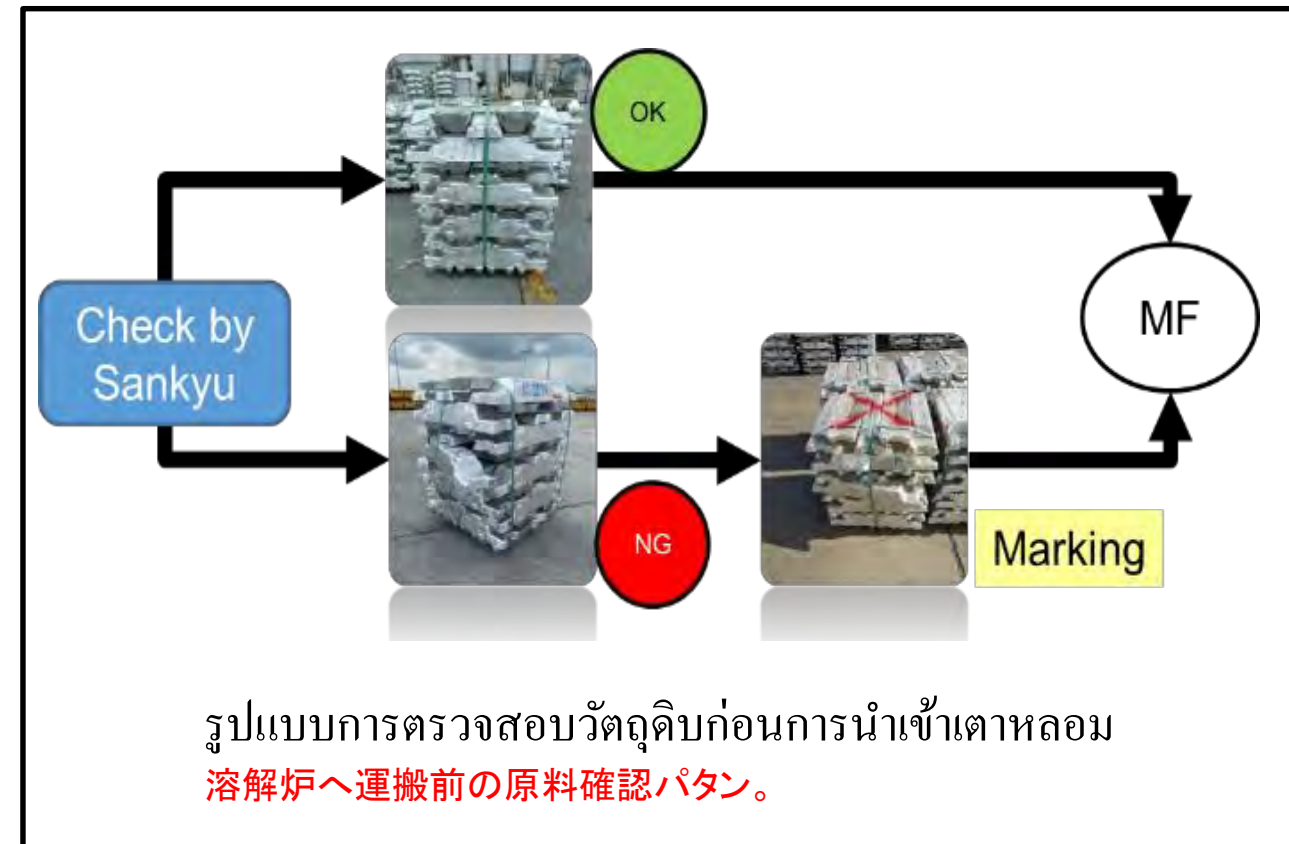 OK
Check by
Sankyu
MF
NG
Marking
รูปแบบการตรวจสอบวัตถุดิบก่อนการนำเข้าเตาหลอม
溶解炉へ運搬前の原料確認パタン。